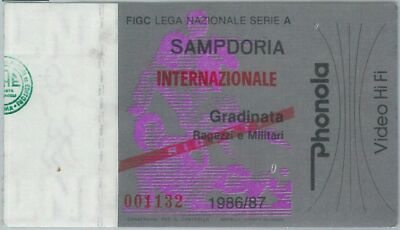 FIGC LEGA NAZIONALE SERIE A
SAMPDORIA
INTERNAZIONALE
Gradinata
Ragazzi e Militari
001132
1986/87
Phonola
Video Hi Fi